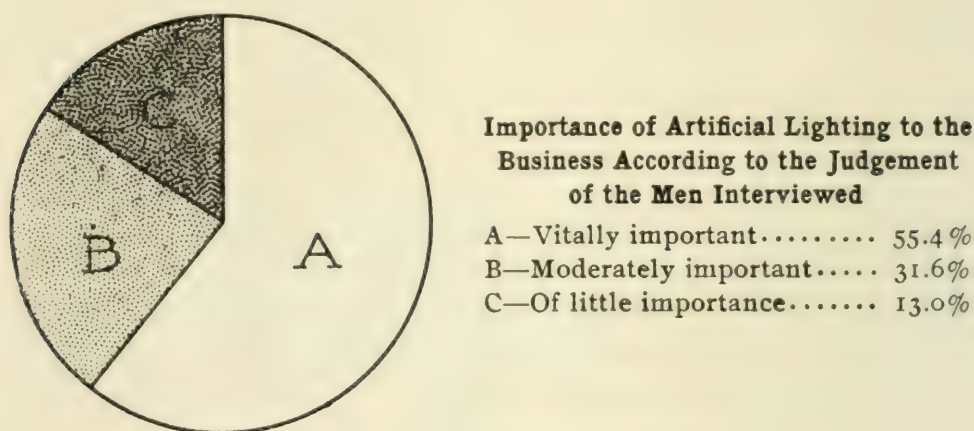 C
B
A
Importance of Artificial Lighting to the
Business According to the Judgement
of the Men Interviewed
A—Vitally important......... 55.4%
B—Moderately important..... 31.6%
C—Of little importance....... 13.0%